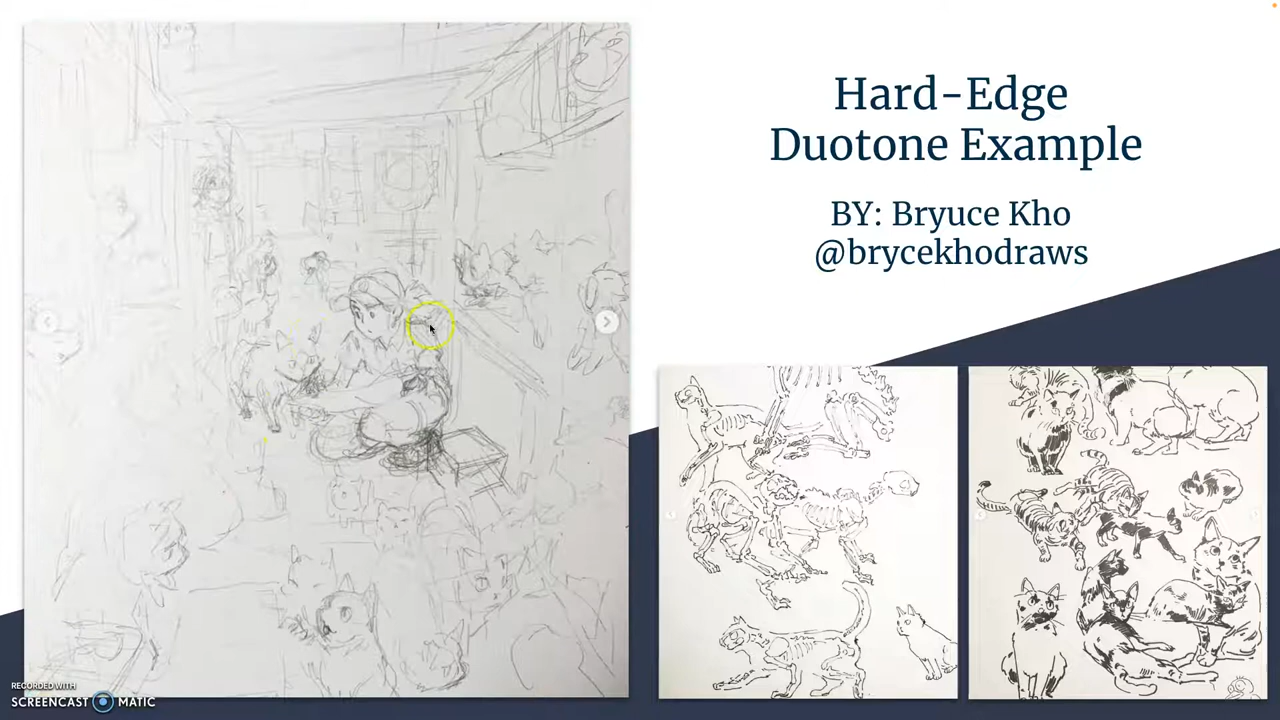 Hard-Edge
Duotone Example
BY: Bryuce Kho
@brycekhodraws
RECORDED WITH
SCREENCAST MATIC